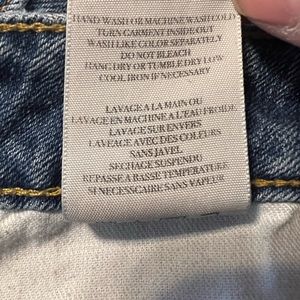 HAND WASH OR MACHINE WASH COLD
TURN GARMENT INSIDE OUT
WASH LIKE COLOR SEPARATELY
DO NOT BLEACH
HANG DRY OR TUMBLE DRY LOW
COOL IRON IF NECESSARY
LAVAGE A LA MAIN OU
LAVAGE EN MACHINE A L'EAU FROIDE
LAVAGE SUR ENVERS
LAVAGE AVEC DES COULEURS
SANS JAVEL
SECHAGE SUSPENDU
REPASSE A BASSE TEMPERATURE
SI NECESSAIRE SANS VAPEUR